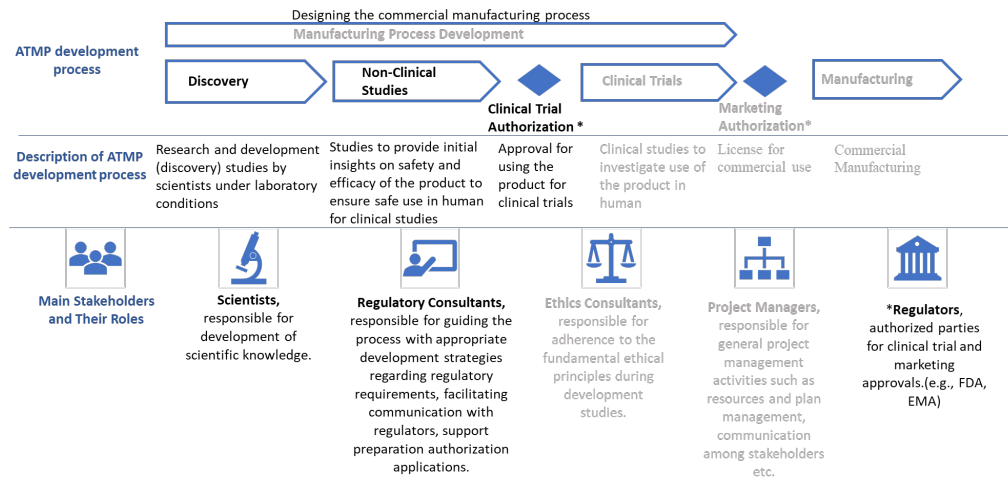 Designing the commercial manufacturing process
Manufacturing Process Development
ATMP development
process
Discovery
Non-Clinical
Studies
Clinical Trials
Manufacturing
Clinical Trial
Authorization *
Marketing
Authorization*
Description of ATMP
development process
Research and development
(discovery) studies by
scientists under laboratory
conditions
Studies to provide initial
insights on safety and
efficacy of the product to
ensure safe use in human
for clinical studies
Approval for
using the
product for
clinical trials
Clinical studies to
investigate use of
the product in
human
License for
commercial use
Commercial
Manufacturing
Main Stakeholders
and Their Roles
Scientists,
responsible for
development of
scientific knowledge.
Regulatory Consultants,
responsible for guiding the
process with appropriate
development strategies
regarding regulatory
requirements, facilitating
communication with
regulators, support
preparation authorization
applications.
Ethics Consultants,
responsible for
adherence to the
fundamental ethical
principles during
development
studies.
Project Managers,
responsible for
general project
management
activities such as
resources and plan
management,
communication
among stakeholders
etc.
*Regulators,
authorized parties
for clinical trial and
marketing
approvals.(e.g., FDA,
EMA)